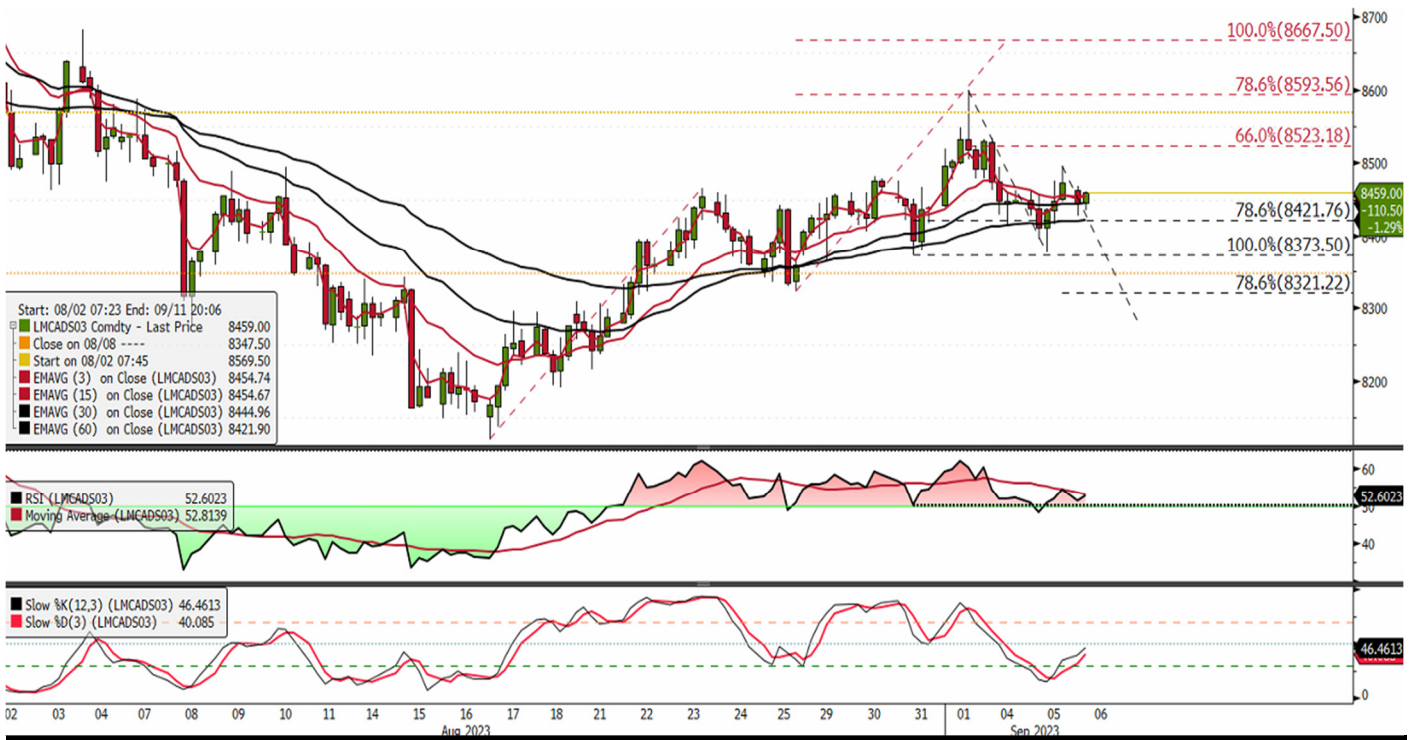 8700
100.0%(8667.50)
78.6%(8593.56)
8600
66.0%(8523.18)
8500
8459.00
-110.50
-1.29%
78.6%(8421.76)
8400
100.0%(8373.50)
78.6%(8321.22)
8300
8200
Start: 08/02 07:23 End: 09/11 20:06
LMCADS03 Comdty - Last Price 8459.00
Close on 08/08 ---- 8347.50
Start on 08/02 07:45 8569.50
EMAVG (3) on Close (LMCADS03) 8454.74
EMAVG (15) on Close (LMCADS03) 8454.67
EMAVG (30) on Close (LMCADS03) 8444.96
EMAVG (60) on Close (LMCADS03) 8421.90
RSI (LMCADS03) 52.6023
Moving Average (LMCADS03) 52.8139
60
52.6023
50
40
Slow %K(12,3) (LMCADS03) 46.4613
Slow %D(3) (LMCADS03) 40.085
46.4613
0
02 03 04 07 08 09 10 11 14 15 16 17 18 21 22 23 24 25 29 30 31 01 04 05 06
Aug 2023 Sep 2023